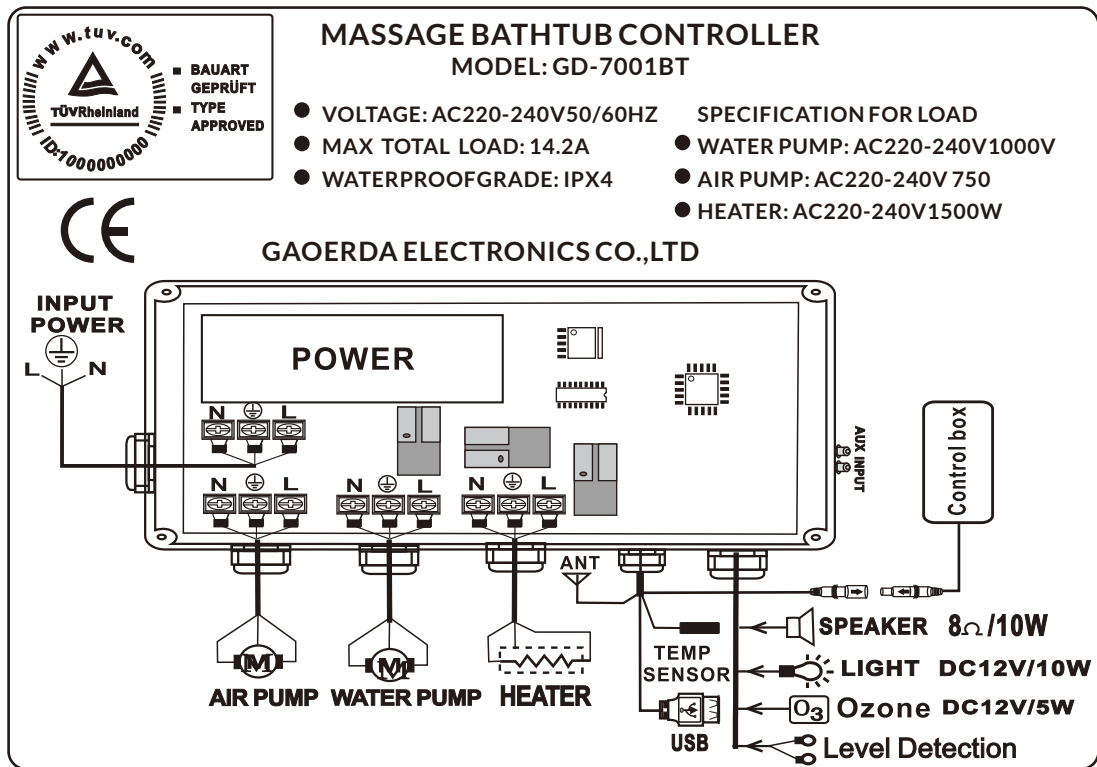 www.tuv.com
TÜVRheinland
ID:1000000000
BAUART
GEPRÜFT
TYPE
APPROVED
MASSAGE BATHTUB CONTROLLER
MODEL: GD-7001BT
VOLTAGE: AC220-240V50/60HZ
MAX TOTAL LOAD: 14.2A
WATERPROOFGRADE: IPX4
SPECIFICATION FOR LOAD
WATER PUMP: AC220-240V1000V
AIR PUMP: AC220-240V 750
HEATER: AC220-240V1500W
CE
GAOERDA ELECTRONICS CO.,LTD
INPUT
POWER
L N
POWER
N L
N L
N L
N L
AUX INPUT
Control box
ANT
TEMP
SENSOR
USB
AIR PUMP
M
WATER PUMP
M
HEATER
SPEAKER 8Ω/10W
LIGHT DC12V/10W
O3 Ozone DC12V/5W
Level Detection